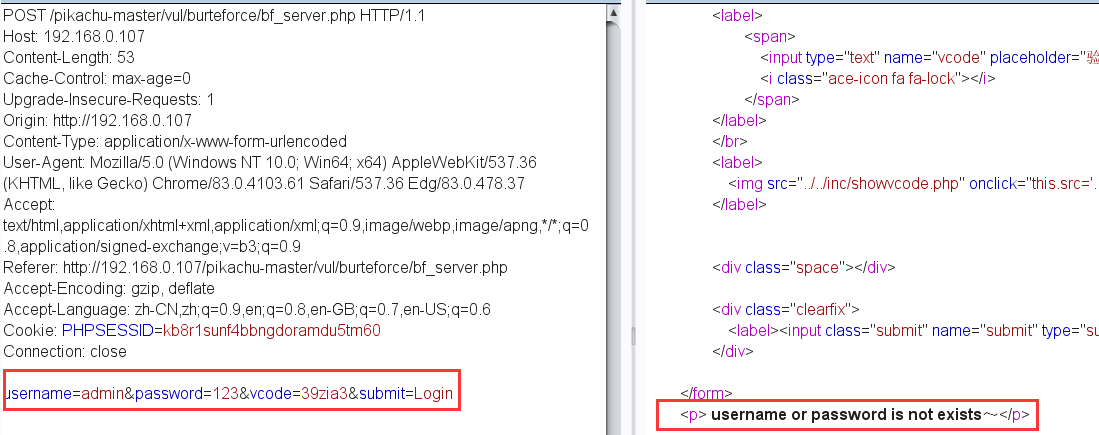 POST /pikachu-master/vul/burteforce/bf_server.php HTTP/1.1
Host: 192.168.0.107
Content-Length: 53
Cache-Control: max-age=0
Upgrade-Insecure-Requests: 1
Origin: http://192.168.0.107
Content-Type: application/x-www-form-urlencoded
User-Agent: Mozilla/5.0 (Windows NT 10.0; Win64; x64) AppleWebKit/537.36
(KHTML, like Gecko) Chrome/83.0.4103.61 Safari/537.36 Edg/83.0.478.37
Accept:
text/html,application/xhtml+xml,application/xml;q=0.9,image/webp,image/apng,*/*;q=0
.8,application/signed-exchange;v=b3;q=0.9
Referer: http://192.168.0.107/pikachu-master/vul/burteforce/bf_server.php
Accept-Encoding: gzip, deflate
Accept-Language: zh-CN,zh;q=0.9,en;q=0.8,en-GB;q=0.7,en-US;q=0.6
Cookie: PHPSESSID=kb8r1sunf4bbngdoramdu5tm60
Connection: close
username=admin&password=123&vcode=39zia3&submit=Login
<label>
<span>
<input type="text" name="vcode" placeholder="验
<i class="ace-icon fa fa-lock"></i>
</span>
</label>
</br>
<label>
<img src="../../inc/showvcode.php" onclick="this.src='.
</label>
<div class="space"></div>
<div class="clearfix">
<label><input class="submit" name="submit" type="su
</div>
</form>
<p> username or password is not exists~</p>